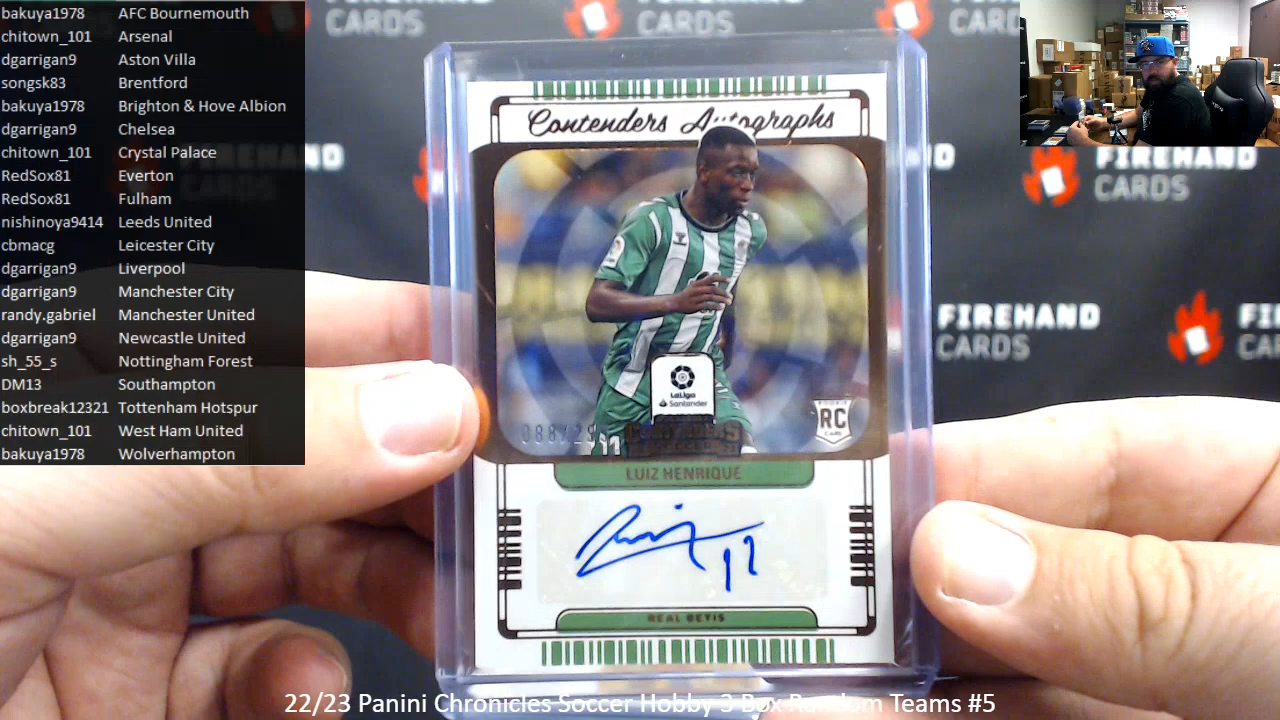 bakuya1978 AFC Bournemouth
chitown_101 Arsenal
dgarrigan9 Aston Villa
songsk83 Brentford
bakuya1978 Brighton & Hove Albion
dgarrigan9 Chelsea
chitown_101 Crystal Palace
RedSox81 Everton
RedSox81 Fulham
nishinoya9414 Leeds United
cbmacg Leicester City
dgarrigan9 Liverpool
dgarrigan9 Manchester City
randy.gabriel Manchester United
dgarrigan9 Newcastle United
sh_55_s Nottingham Forest
DM13 Southampton
boxbreak12321 Tottenham Hotspur
chitown_101 West Ham United
bakuya1978 Wolverhampton
FIREHAND
CARDS
FIREHAND
CARDS
FIREHAND
CARDS
FIREHAND
CARDS
Contenders Autographs
LaLiga
Santander
RC
LUIZ HENRIQUE
11
REAL BETIS
22/23 Panini Chronicles Soccer Hobby 3 Box Random Teams #5